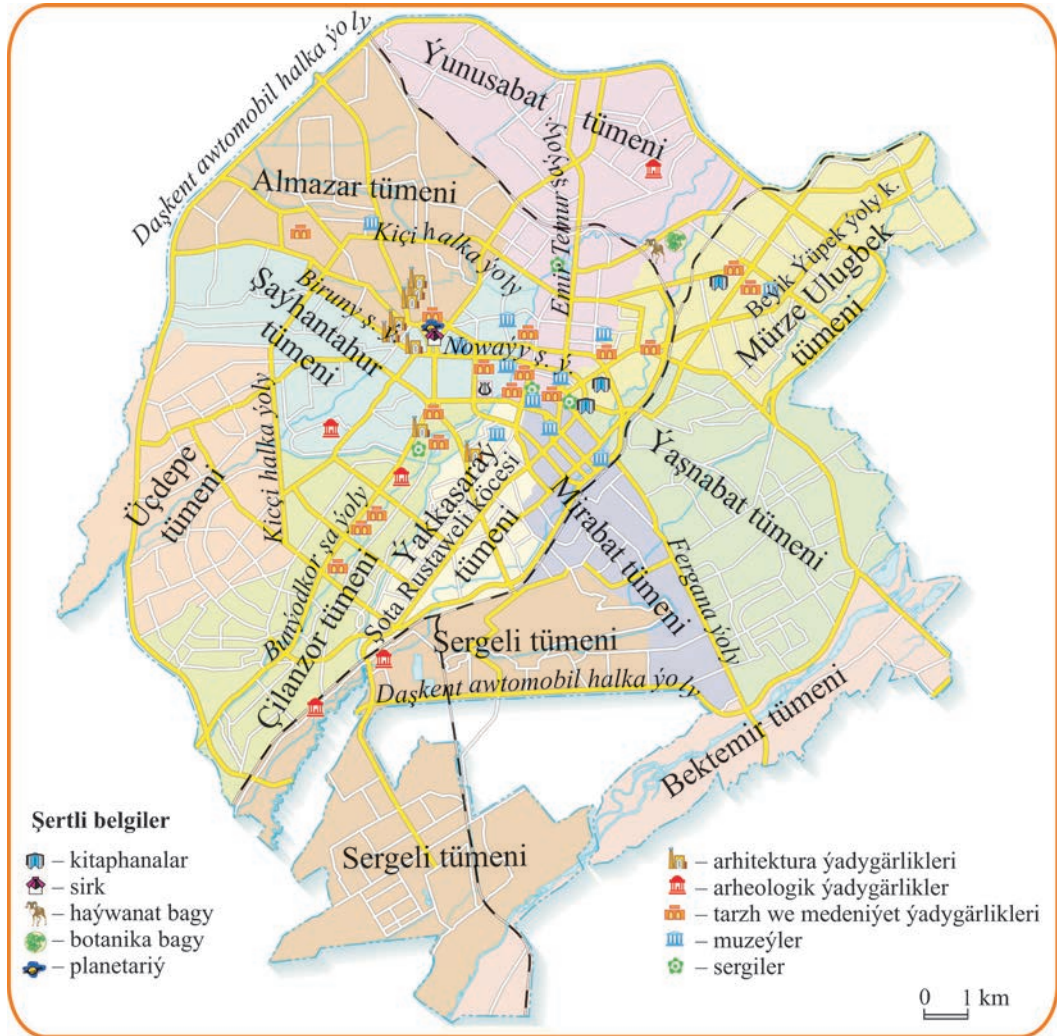 Daşkent awtomobil halka ýoly
Ýunusabat
tümeni
Almazar tümeni
Emir Temur şaýoly.
Kiçi halka ýoly
Beýik Ýüpek ýoly k.
Mürze Ulugbek
tümeni
Biruny ş. ý.
Şaýhantahur
tümeni
Nowaýy ş. ý.
Kiççi halka ýoly
Üçdepe
tümeni
Ýaşnabat tümeni
Ýakkasaraý
tümeni
Şota Rustaweli köçesi
Mirabat tümeni
Fergana ýoly
Bunýodkor şa ýoly
Çilanzor tümeni
Sergeli tümeni
Daşkent awtomobil halka ýoly
Bektemir tümeni
Sergeli tümeni
Şertli belgiler
– kitaphanalar
– sirk
– haýwanat bagy
– botanika bagy
– planetariý
– arhitektura ýadygärlikleri
– arheologik ýadygärlikler
– tarzh we medeniýet ýadygärlikleri
– muzeýler
– sergiler
0 1 km